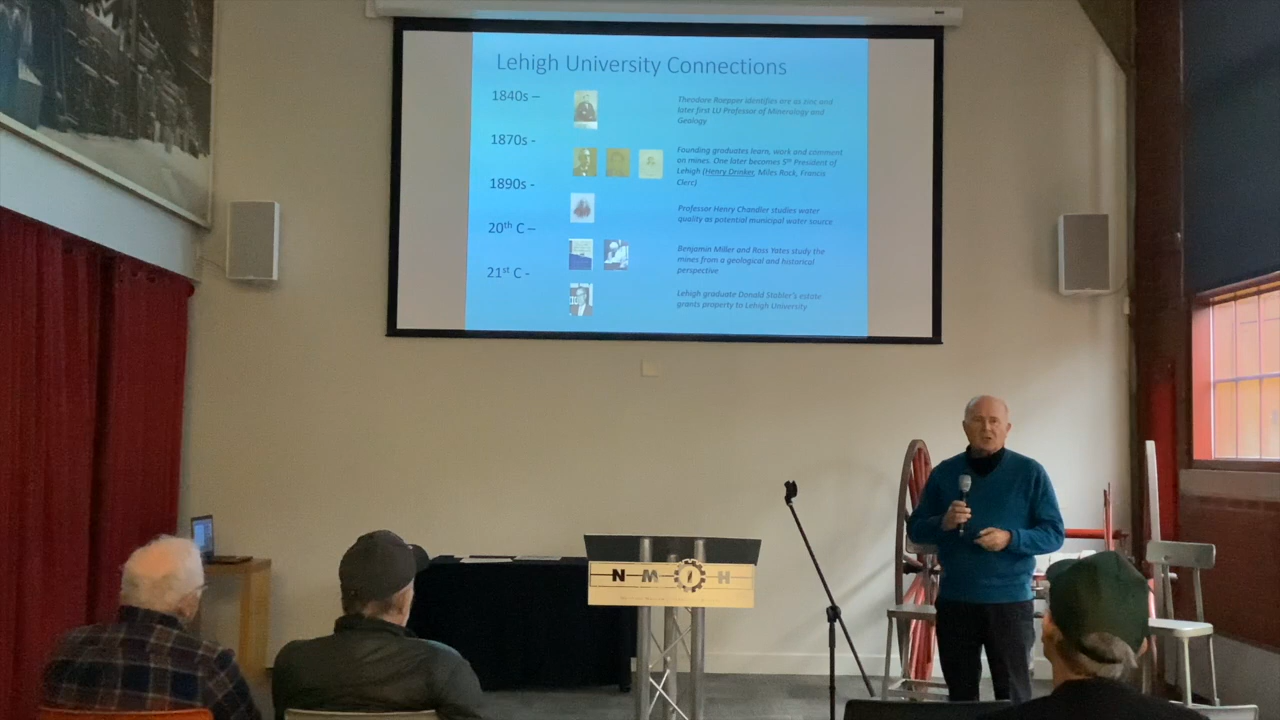 Lehigh University Connections
1840s –
Theodore Roepper identifies ore as zinc and
later first LU Professor of Mineralogy and
Geology
1870s -
Founding graduates learn, work and comment
on mines. One later becomes 5th President of
Lehigh (Henry Drinker, Miles Rock, Francis
Clerc)
1890s -
Professor Henry Chandler studies water
quality as potential municipal water source
20th C –
Benjamin Miller and Ross Yates study the
mines from a geological and historical
perspective
21st C -
Lehigh graduate Donald Stabler's estate
grants property to Lehigh University
NMIH